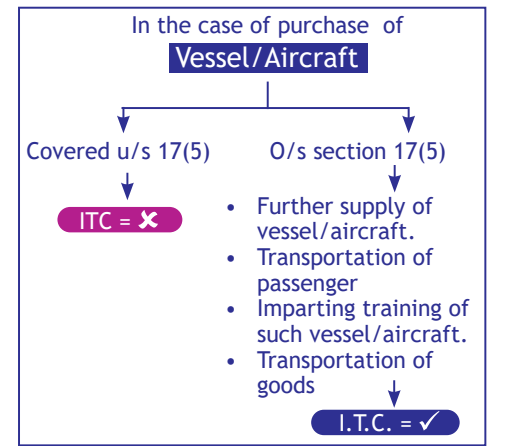 In the case of purchase of
Vessel/Aircraft
Covered u/s 17(5)
ITC = ✘
O/s section 17(5)
• Further supply of
vessel/aircraft.
• Transportation of
passenger
• Imparting training of
such vessel/aircraft.
• Transportation of
goods
I.T.C. = ✓